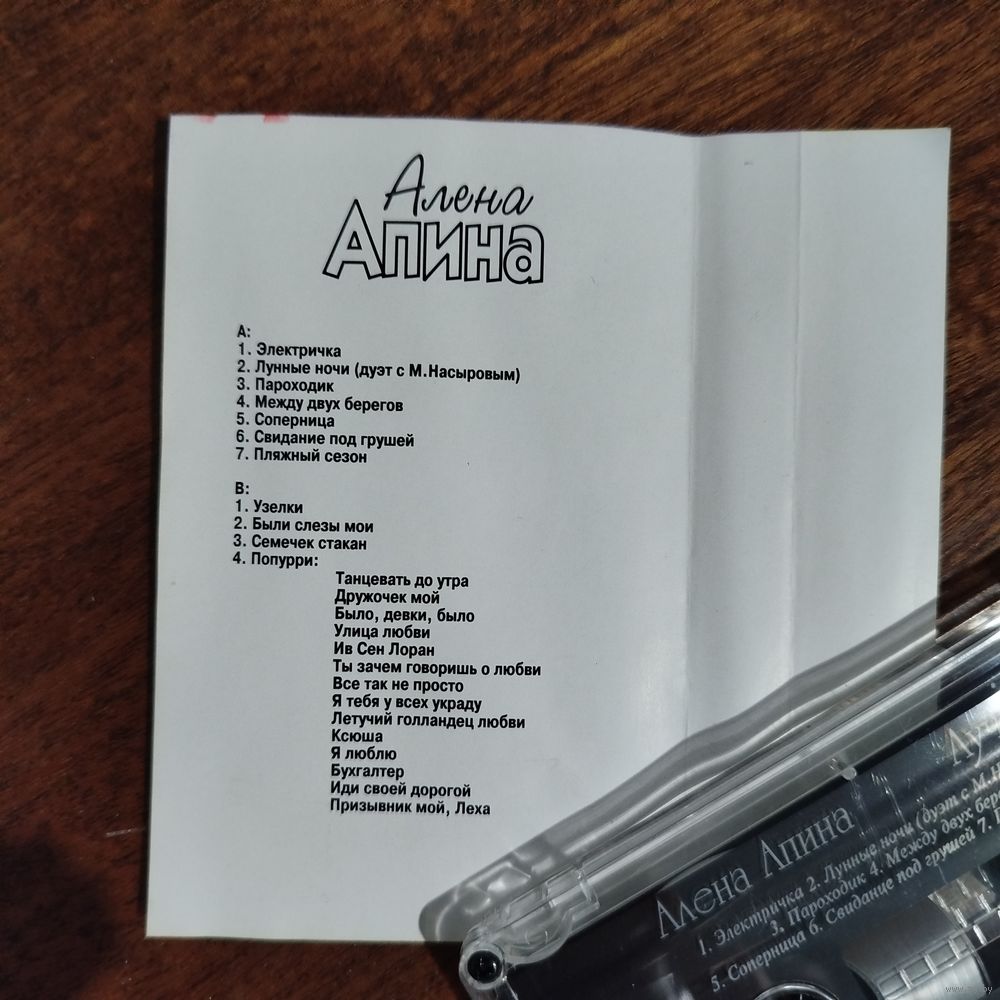 Алена
Апина
А:
1. Электричка
2. Лунные ночи (дуэт с М.Насыровым)
3. Пароходик
4. Между двух берегов
5. Соперница
6. Свидание под грушей
7. Пляжный сезон
В:
1. Узелки
2. Были слезы мои
3. Семечек стакан
4. Попурри:
Танцевать до утра
Дружочек мой
Было, девки, было
Улица любви
Ив Сен Лоран
Ты зачем говоришь о любви
Все так не просто
Я тебя у всех украду
Летучий голландец любви
Ксюша
Я люблю
Бухгалтер
Иди своей дорогой
Призывник мой, Леха
Алена Апина
1. Электричка 2. Лунные ночи (дуэт с М.Н
3. Пароходик 4. Между двух бере
5. Соперница 6. Свидание под грушей 7.